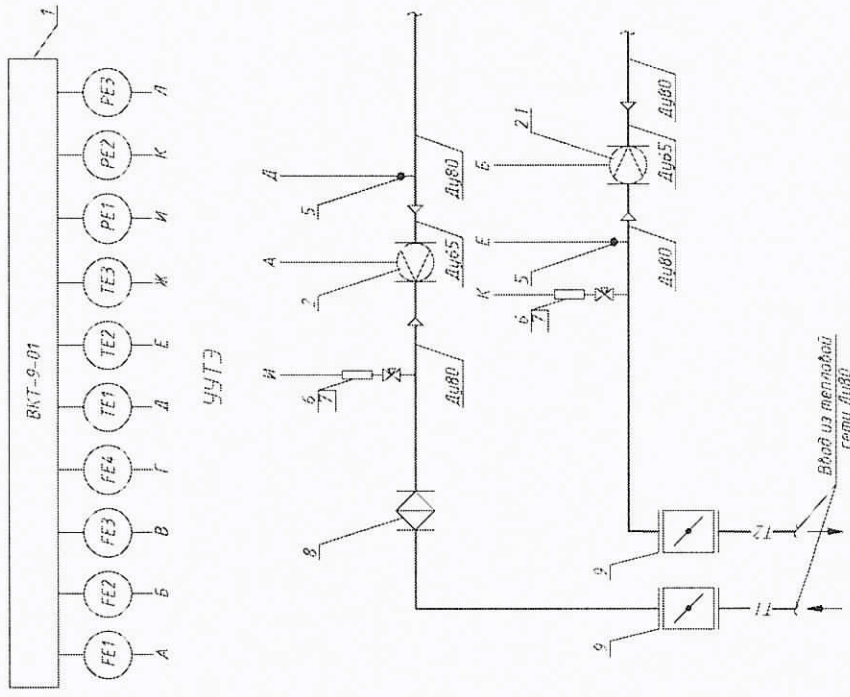 1
ВКТ-9-01
FE1 FE2 FE3 FE4 TE1 TE2 TE3 PE1 PE2 PE3
А Б В Г Д Е Ж И К Л
УУТЭ
И А Д
6
7
2
5
8
Ду80
Ду65
Ду80
К Е Б
6
7
5
2.1
Ду80
Ду65
Ду80
9
9
Т1
Т2
Ввод из тепловой
сети Ду80